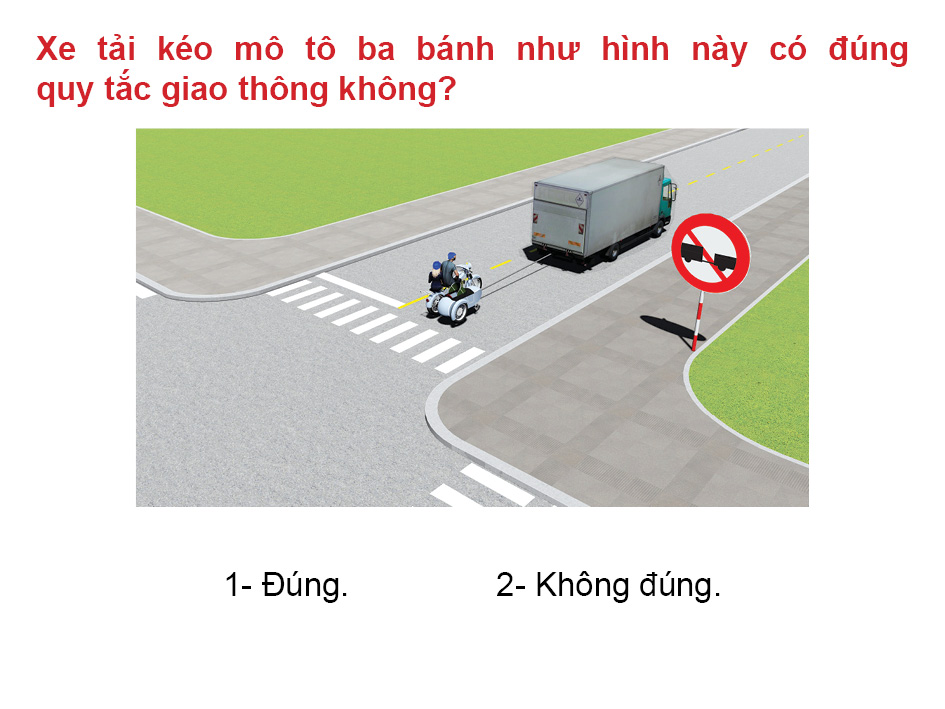 Xe tải kéo mô tô ba bánh như hình này có đúng
quy tắc giao thông không?
1- Đúng. 2- Không đúng.